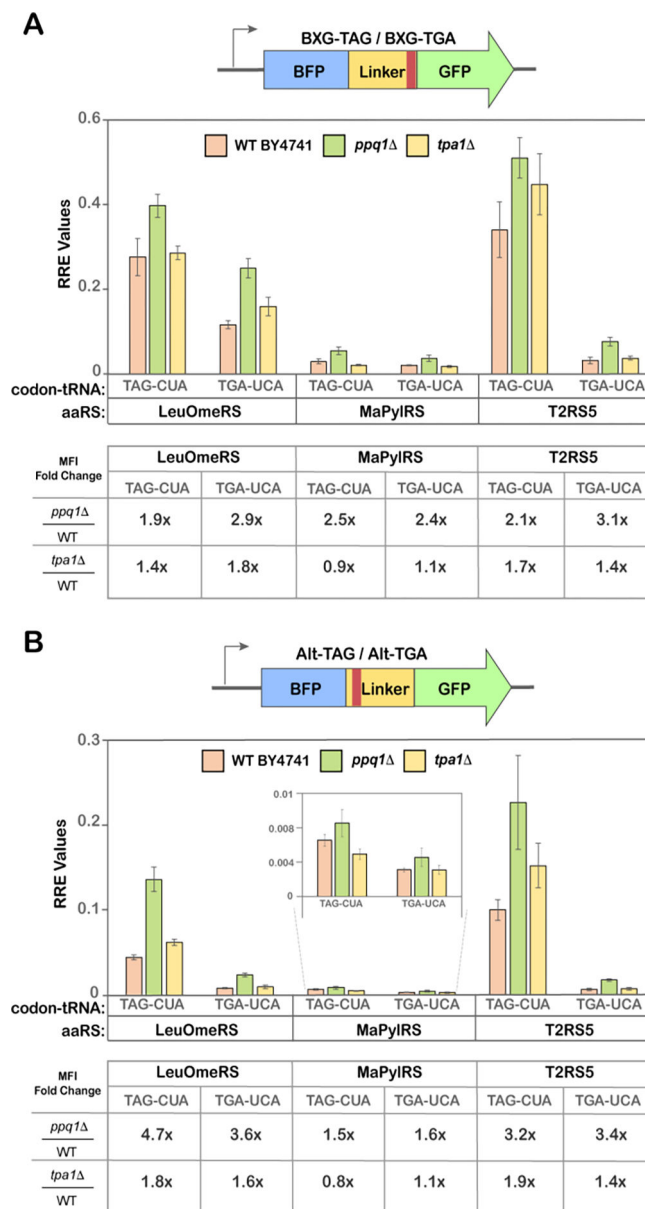 A
BXG-TAG / BXG-TGA
BFP Linker GFP
0.6
WT BY4741 ppq1Δ tpa1Δ
0.4
RRE Values
0.2
0
codon-tRNA: TAG-CUA TGA-UCA TAG-CUA TGA-UCA TAG-CUA TGA-UCA
aaRS: LeuOmeRS MaPylRS T2RS5
MFI Fold Change LeuOmeRS MaPylRS T2RS5
TAG-CUA TGA-UCA TAG-CUA TGA-UCA TAG-CUA TGA-UCA
ppq1Δ
WT
1.9x 2.9x 2.5x 2.4x 2.1x 3.1x
tpa1Δ
WT
1.4x 1.8x 0.9x 1.1x 1.7x 1.4x
B
Alt-TAG / Alt-TGA
BFP Linker GFP
0.3
WT BY4741 ppq1Δ tpa1Δ
0.2
RRE Values
0.1
0
0.01
0.008
0.004
0
TAG-CUA TGA-UCA
codon-tRNA: TAG-CUA TGA-UCA TAG-CUA TGA-UCA TAG-CUA TGA-UCA
aaRS: LeuOmeRS MaPylRS T2RS5
MFI Fold Change LeuOmeRS MaPylRS T2RS5
TAG-CUA TGA-UCA TAG-CUA TGA-UCA TAG-CUA TGA-UCA
ppq1Δ
WT
4.7x 3.6x 1.5x 1.6x 3.2x 3.4x
tpa1Δ
WT
1.8x 1.6x 0.8x 1.1x 1.9x 1.4x